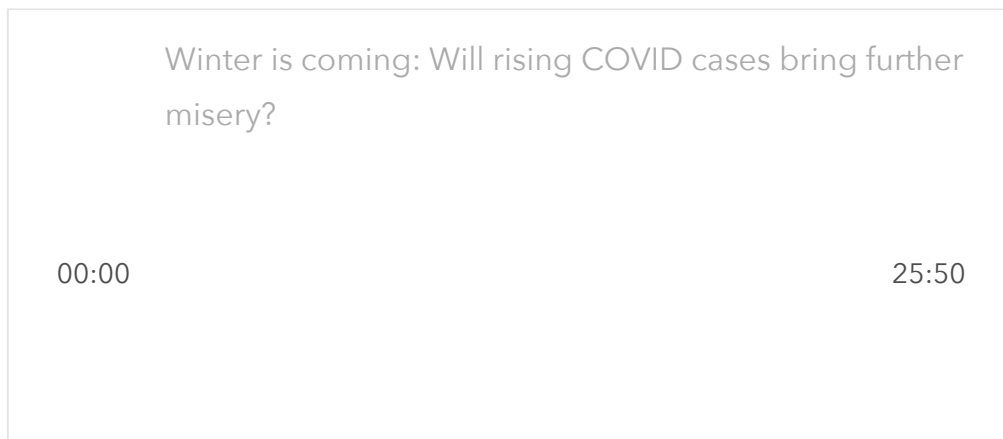 Winter is coming: Will rising COVID cases bring further
misery?
00:00 25:50